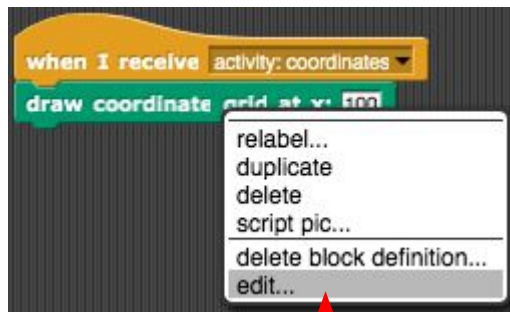 when I receive activity: coordinates
draw coordinate grid at x: 100
relabel...
duplicate
delete
script pic...
delete block definition...
edit...